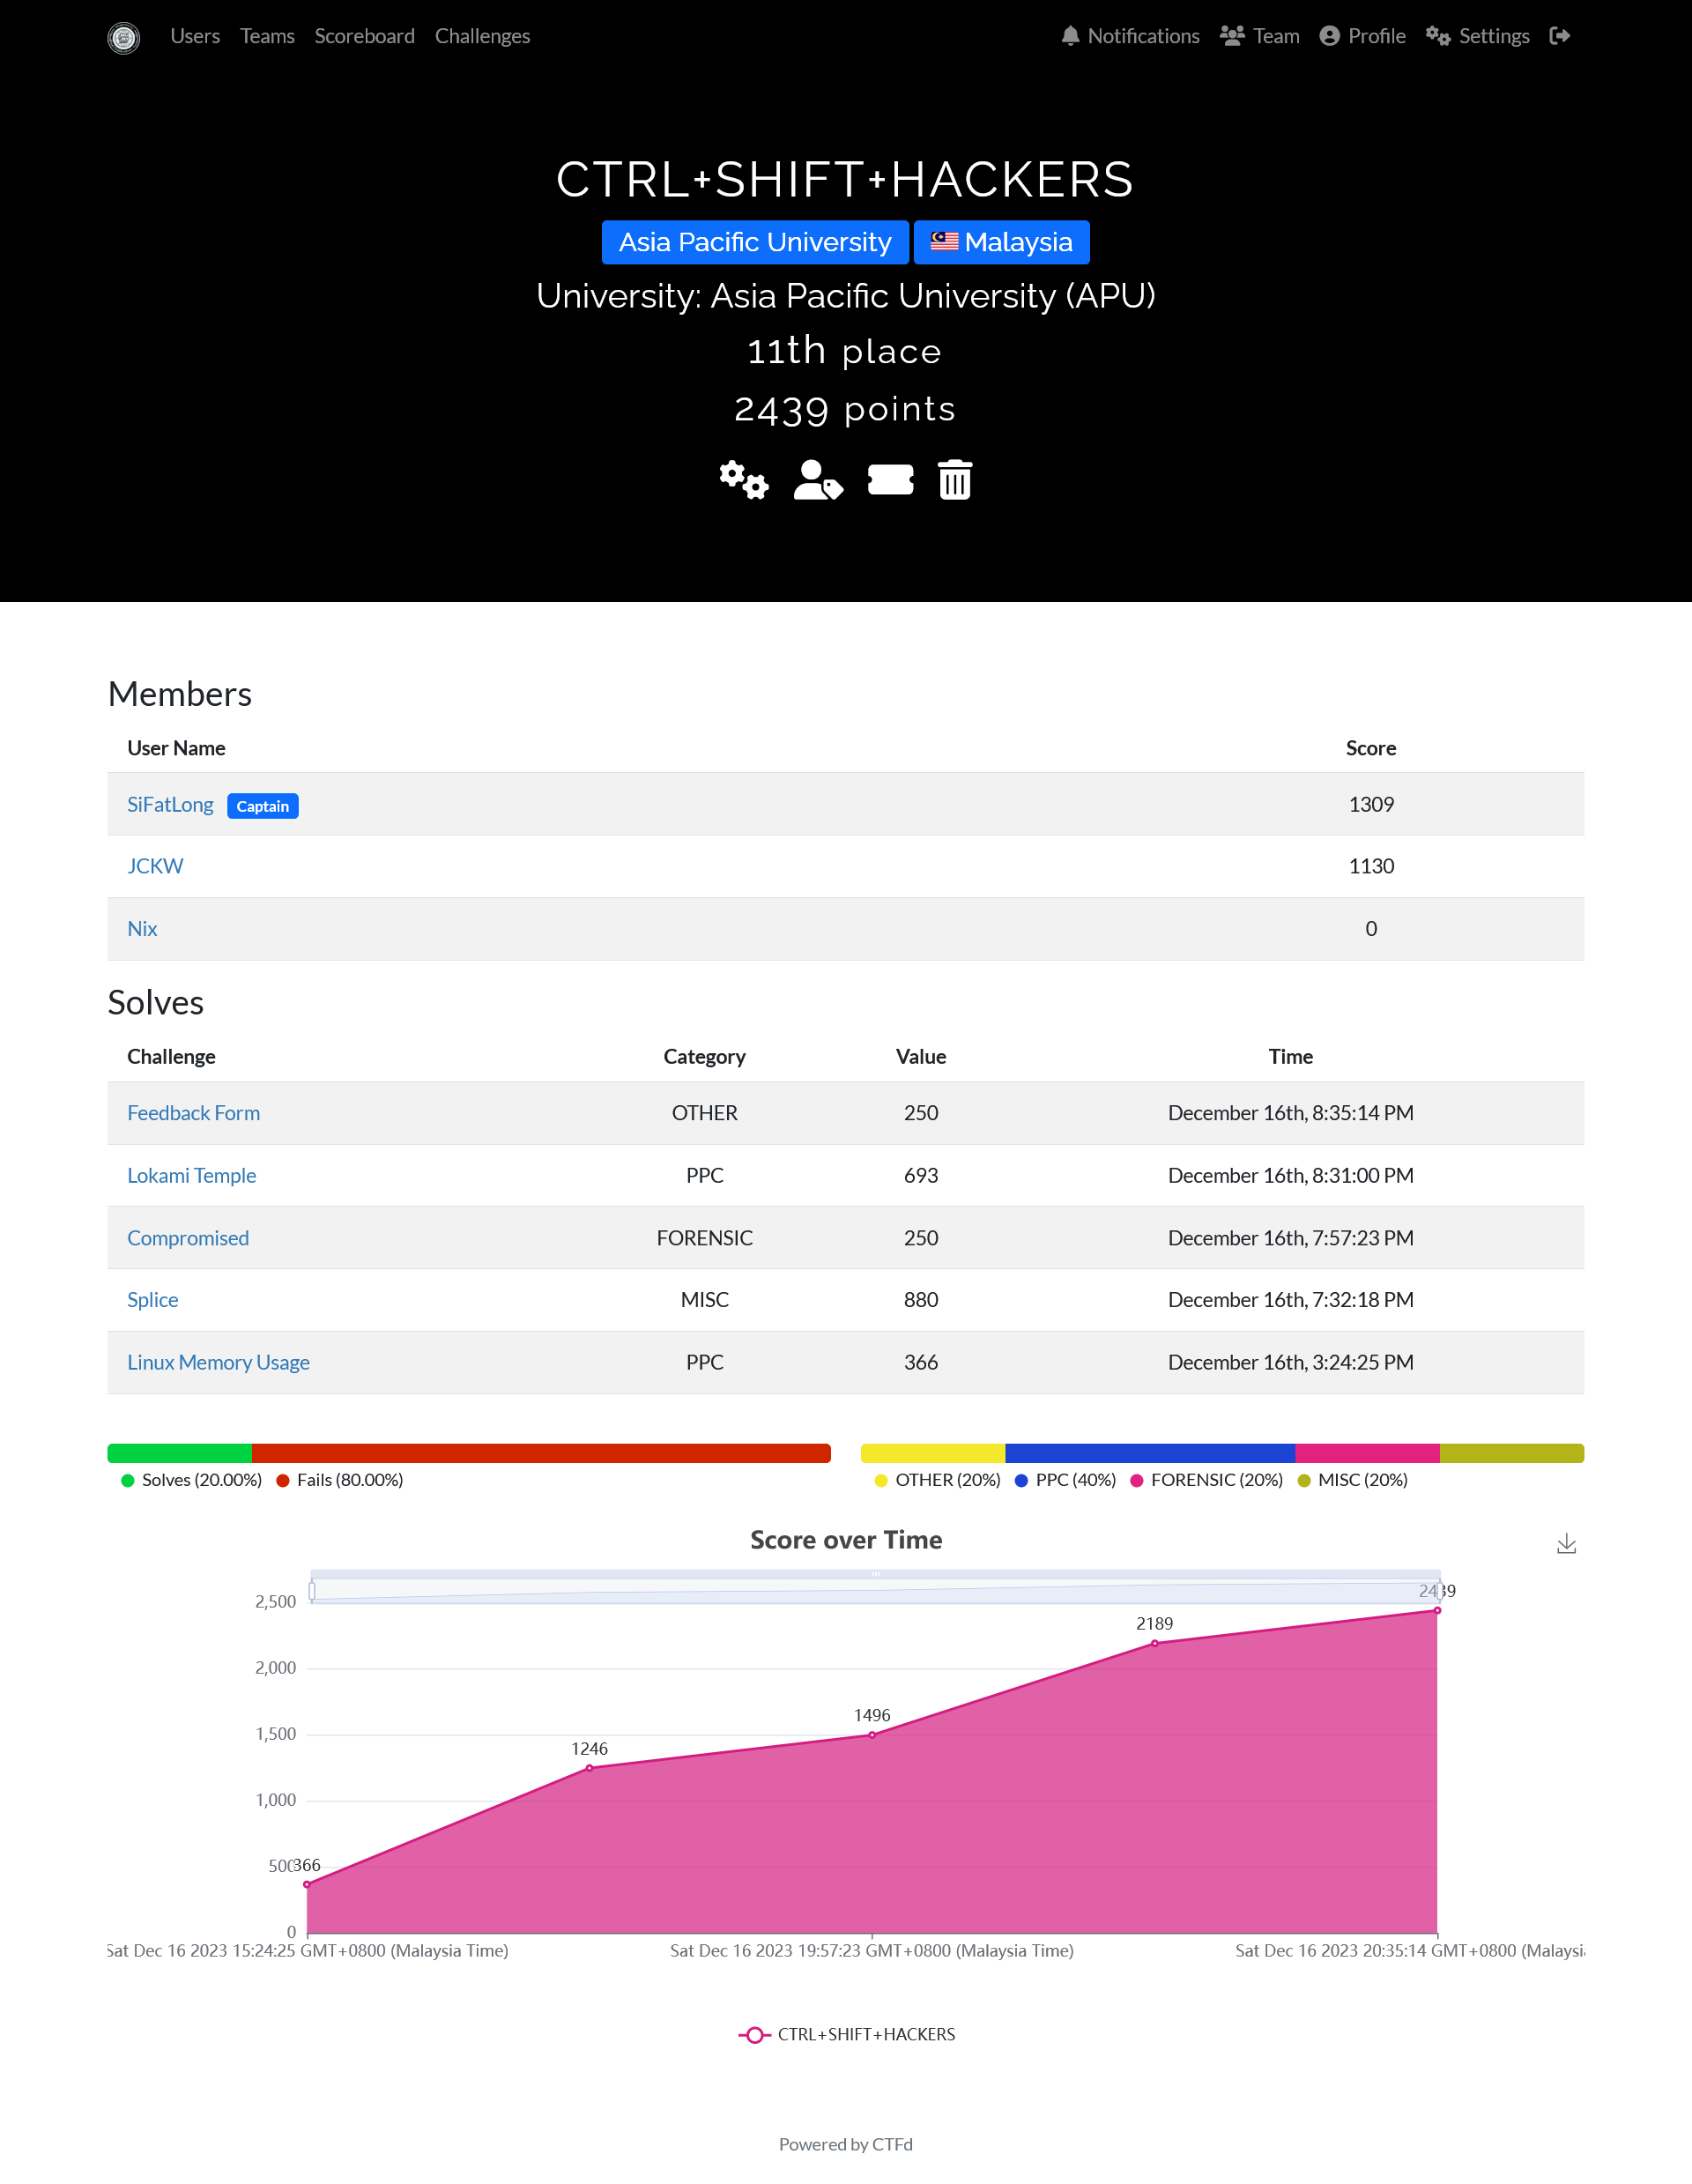 Users Teams Scoreboard Challenges Notifications Team Profile Settings
CTRL+SHIFT+HACKERS
Asia Pacific University Malaysia
University: Asia Pacific University (APU)
11th place
2439 points
Members
User Name Score
SiFatLong Captain 1309
JCKW 1130
Nix 0
Solves
Challenge Category Value Time
Feedback Form OTHER 250 December 16th, 8:35:14 PM
Lokami Temple PPC 693 December 16th, 8:31:00 PM
Compromised FORENSIC 250 December 16th, 7:57:23 PM
Splice MISC 880 December 16th, 7:32:18 PM
Linux Memory Usage PPC 366 December 16th, 3:24:25 PM
Solves (20.00%) Fails (80.00%) OTHER (20%) PPC (40%) FORENSIC (20%) MISC (20%)
Score over Time
2439
2,500
2189
2,000
1496
1,500
1246
1,000
500
366
0
Sat Dec 16 2023 15:24:25 GMT+0800 (Malaysia Time) Sat Dec 16 2023 19:57:23 GMT+0800 (Malaysia Time) Sat Dec 16 2023 20:35:14 GMT+0800 (Malaysi
CTRL+SHIFT+HACKERS
Powered by CTFd